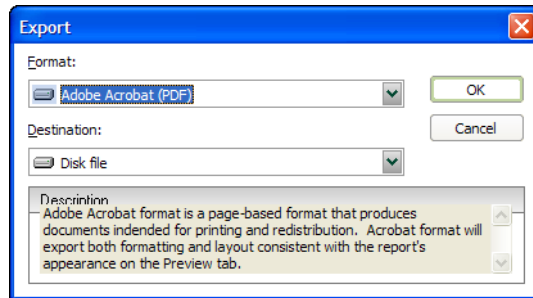 Export
Format:
Adobe Acrobat (PDF)
OK
Destination:
Cancel
Disk file
Description
Adobe Acrobat format is a page-based format that produces
documents indended for printing and redistribution.  Acrobat format will
export both formatting and layout consistent with the report's
appearance on the Preview tab.